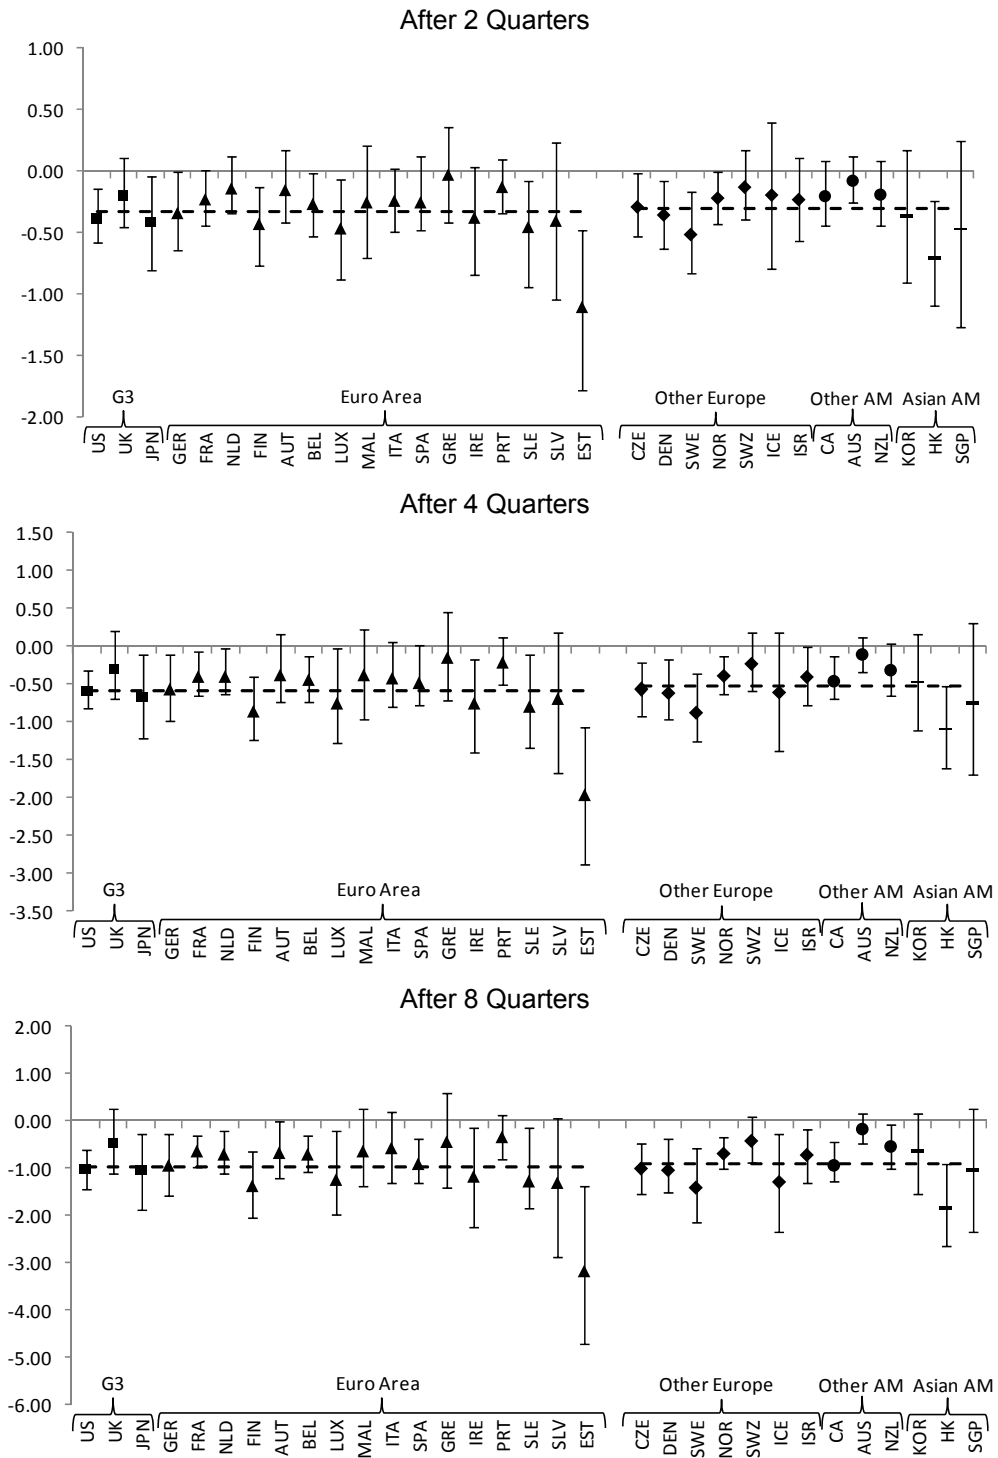 After 2 Quarters
1.00
0.50
0.00
-0.50
-1.00
-1.50
-2.00
G3
Euro Area
Other Europe
Other AM
Asian AM
US
UK
JPN
GER
FRA
NLD
FIN
AUT
BEL
LUX
MAL
ITA
SPA
GRE
IRE
PRT
SLE
SLV
EST
CZE
DEN
SWE
NOR
SWZ
ICE
ISR
CA
AUS
NZL
KOR
HK
SGP
After 4 Quarters
1.50
1.00
0.50
0.00
-0.50
-1.00
-1.50
-2.00
-2.50
-3.00
-3.50
G3
Euro Area
Other Europe
Other AM
Asian AM
US
UK
JPN
GER
FRA
NLD
FIN
AUT
BEL
LUX
MAL
ITA
SPA
GRE
IRE
PRT
SLE
SLV
EST
CZE
DEN
SWE
NOR
SWZ
ICE
ISR
CA
AUS
NZL
KOR
HK
SGP
After 8 Quarters
2.00
1.00
0.00
-1.00
-2.00
-3.00
-4.00
-5.00
-6.00
G3
Euro Area
Other Europe
Other AM
Asian AM
US
UK
JPN
GER
FRA
NLD
FIN
AUT
BEL
LUX
MAL
ITA
SPA
GRE
IRE
PRT
SLE
SLV
EST
CZE
DEN
SWE
NOR
SWZ
ICE
ISR
CA
AUS
NZL
KOR
HK
SGP